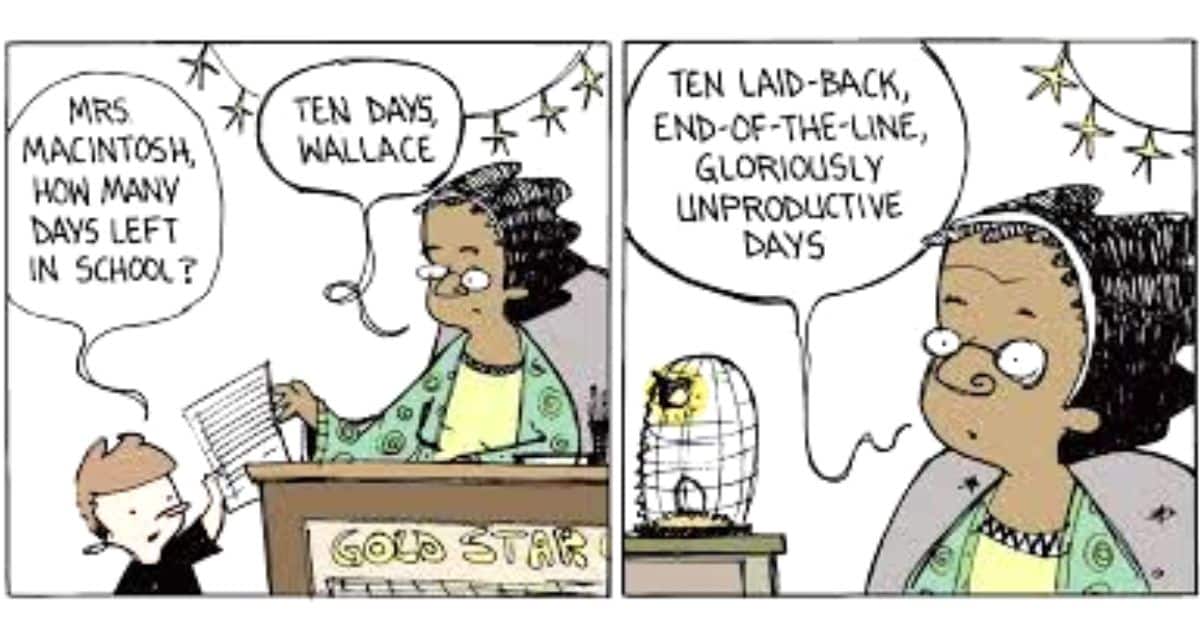 MRS.
MACINTOSH,
HOW MANY
DAYS LEFT
IN SCHOOL?
TEN DAYS,
WALLACE
GOLD STAR
TEN LAID-BACK,
END-OF-THE-LINE,
GLORIOUSLY
UNPRODUCTIVE
DAYS